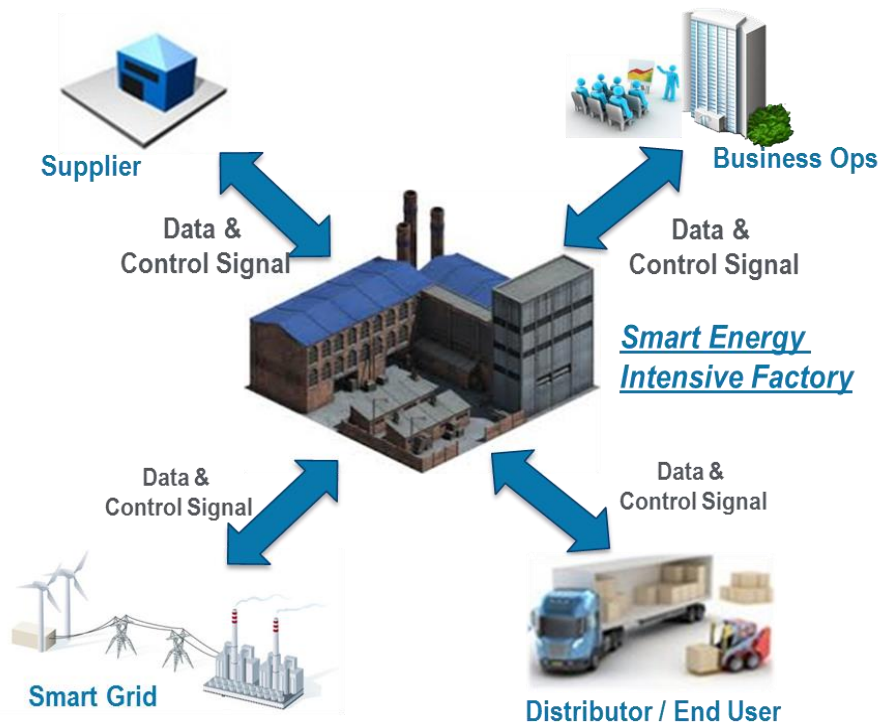 Supplier
Business Ops
Data &
Control Signal
Data &
Control Signal
Smart Energy
Intensive Factory
Data &
Control Signal
Data &
Control Signal
Smart Grid
Distributor / End User